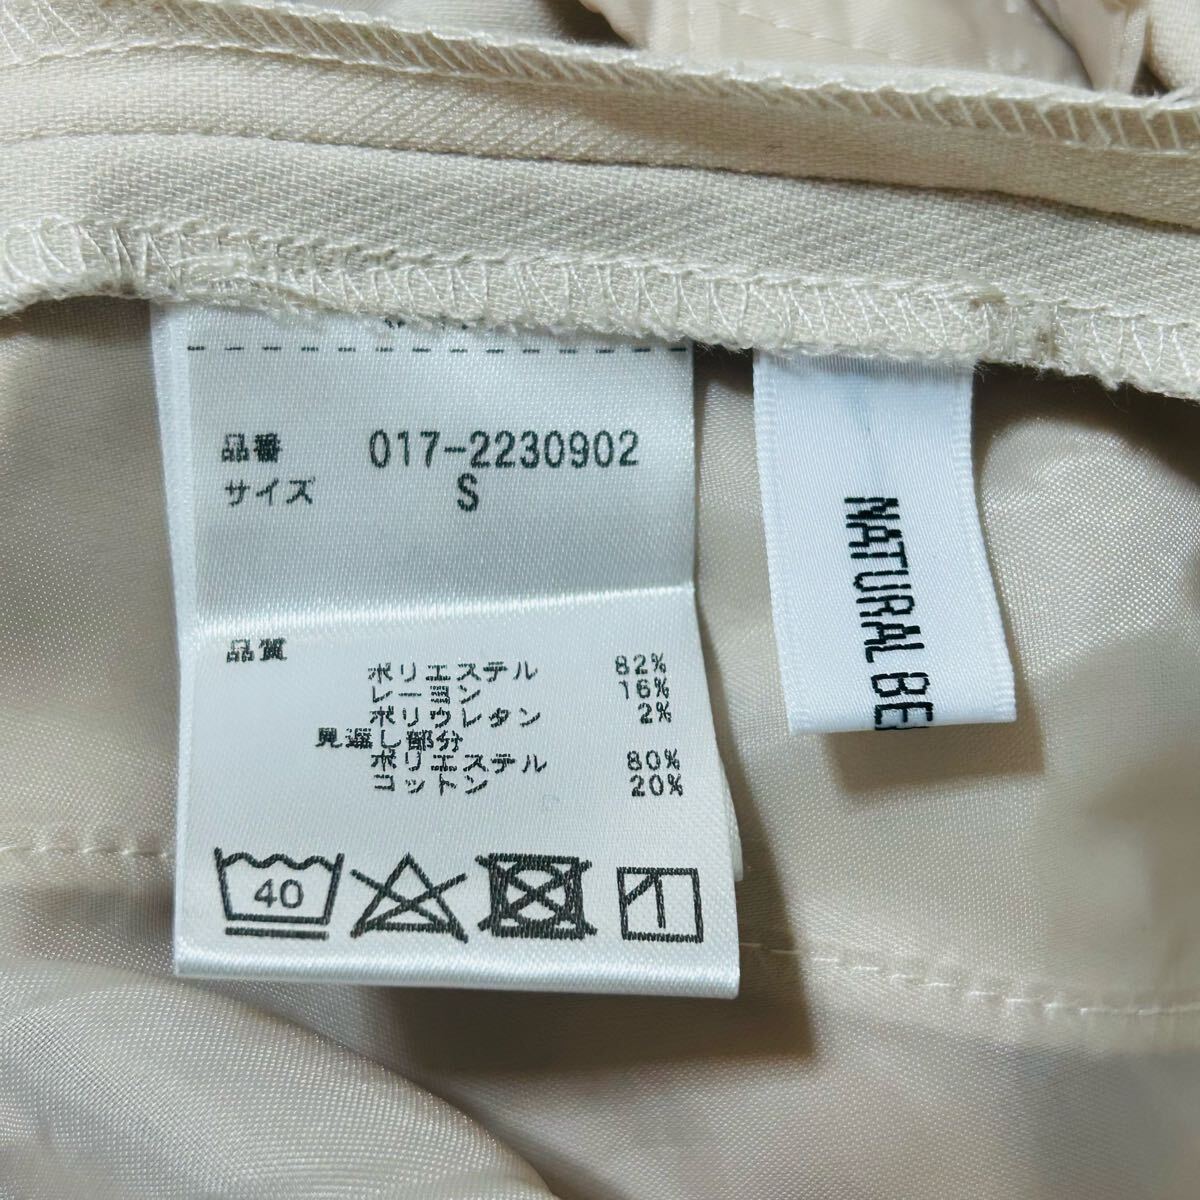 品番 017-2230902
サイズ S
品質
ポリエステル 82%
レーヨン 16%
ポリウレタン 2%
見返し部分
ポリエステル 80%
コットン 20%
40
NATURAL BE